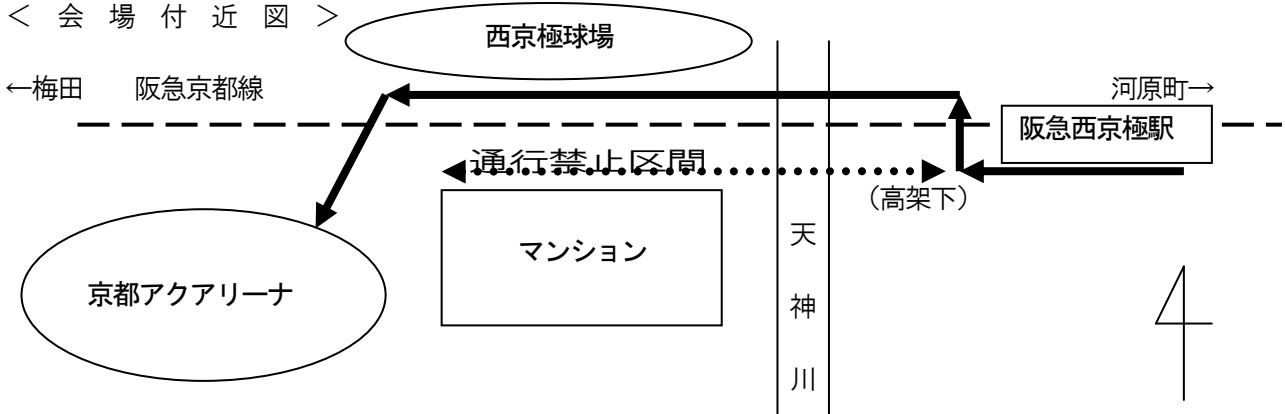 ＜ 会 場 付 近 図 ＞
西京極球場
←梅田 阪急京都線
河原町→
阪急西京極駅
通行禁止区間
（高架下）
マンション
京都アクアリーナ
天
神
川